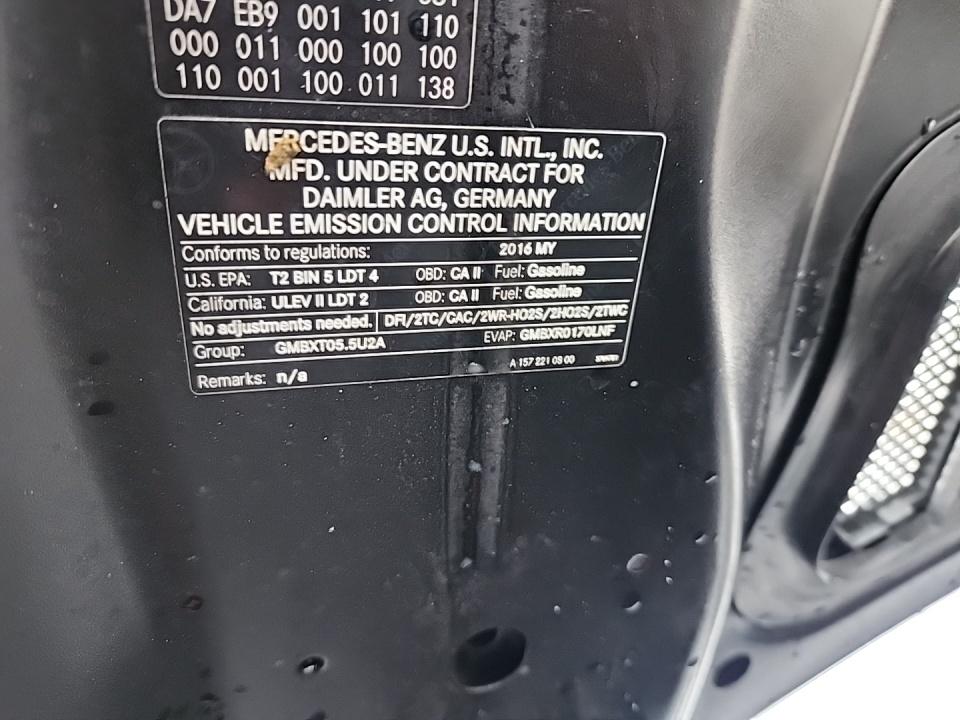 DA7 EB9 001 101 110
000 011 000 100 100
110 001 100 011 138
MERCEDES-BENZ U.S. INTL., INC.
MFD. UNDER CONTRACT FOR
DAIMLER AG, GERMANY
VEHICLE EMISSION CONTROL INFORMATION
Conforms to regulations: 2016 MY
U.S. EPA: T2 BIN 5 LDT 4 OBD: CA II Fuel: Gasoline
California: ULEV II LDT 2 OBD: CA II Fuel: Gasoline
No adjustments needed. DFI/2TC/CAC/2WR-HO2S/2HO2S/2TWC
Group: GMBXT05.5U2A EVAP: GMBXR0170LNF
A 157 221 08 00
Remarks: n/a